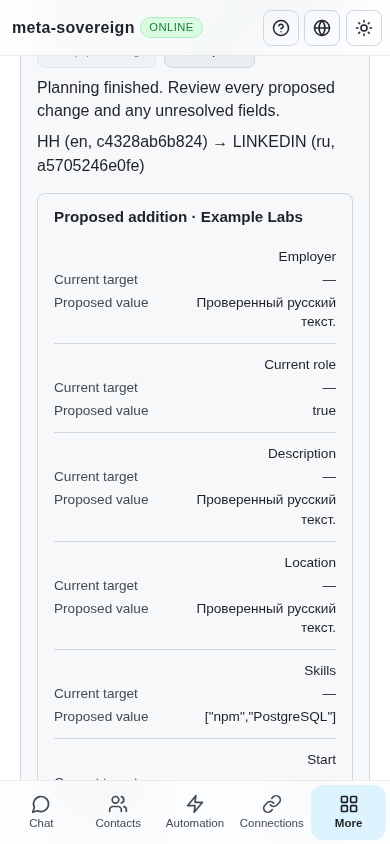 meta-sovereign ONLINE
Planning finished. Review every proposed
change and any unresolved fields.
HH (en, c4328ab6b824) → LINKEDIN (ru,
a5705246e0fe)
Proposed addition · Example Labs
Employer
Current target —
Proposed value Проверенный русский
текст.
Current role
Current target —
Proposed value true
Description
Current target —
Proposed value Проверенный русский
текст.
Location
Current target —
Proposed value Проверенный русский
текст.
Skills
Current target —
Proposed value ["npm","PostgreSQL"]
Start
Chat Contacts Automation Connections More